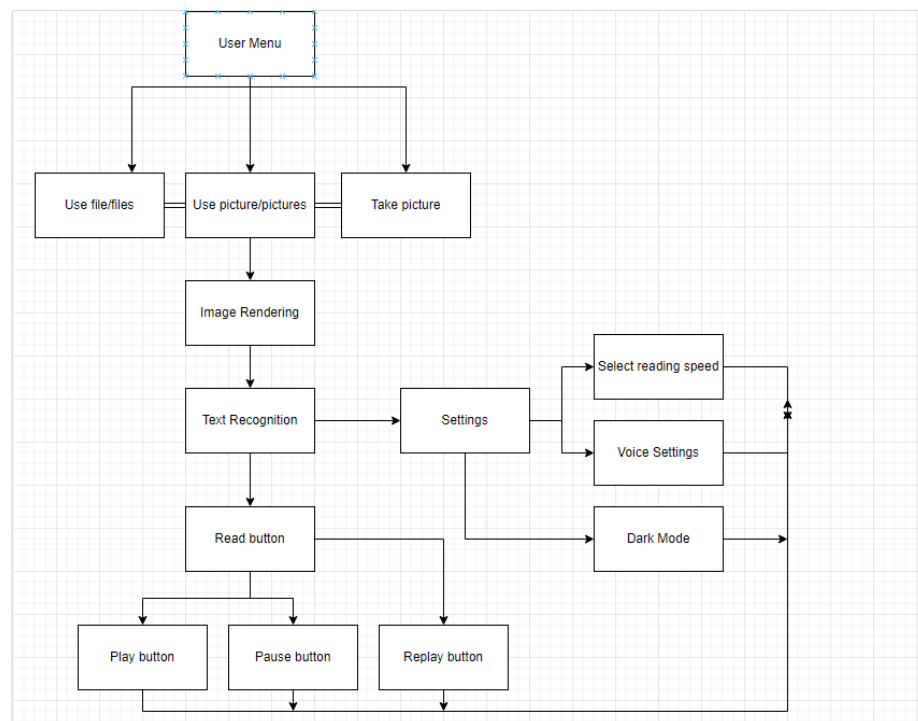 User Menu
Use file/files
Use picture/pictures
Take picture
Image Rendering
Select reading speed
Text Recognition
Settings
Voice Settings
Read button
Dark Mode
Play button
Pause button
Replay button